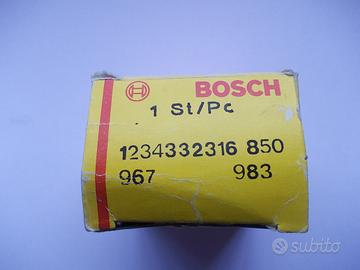 BOSCH
1 St/Pc
1234332316 850
967 983
subito